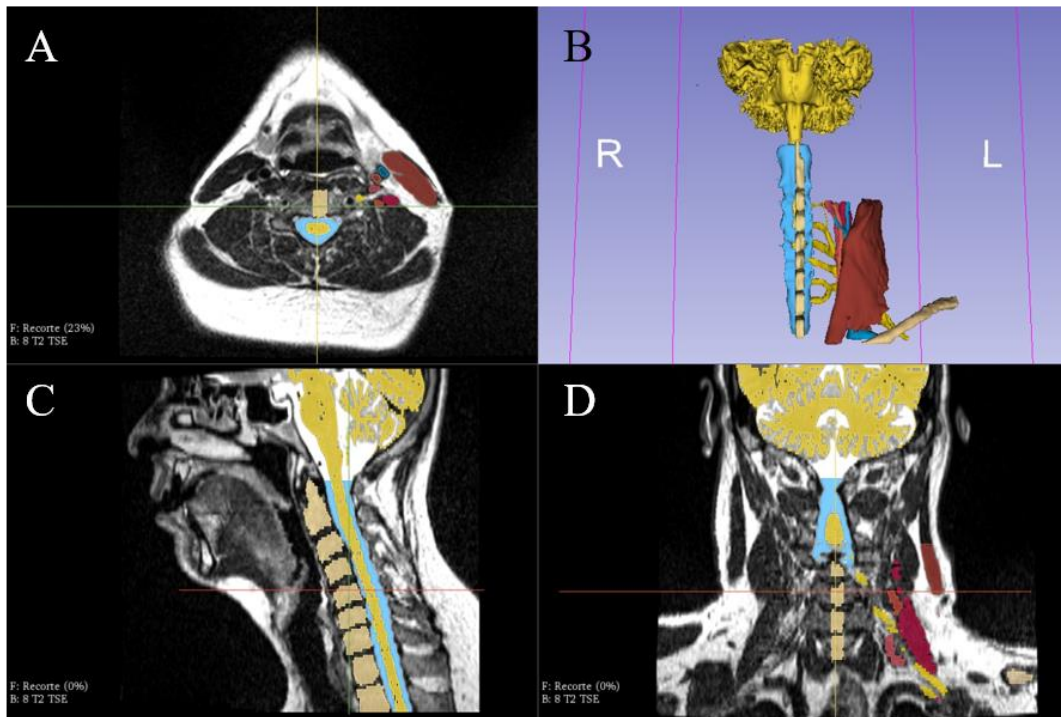 A
B
R
L
F: Recorte (23%)
B: 8 T2 TSE
C
D
F: Recorte (0%)
B: 8 T2 TSE
F: Recorte (0%)
B: 8 T2 TSE